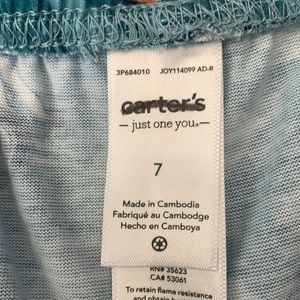 3P684010 JOY114099 AD-R
carter's
just one you®
7
Made in Cambodia
Fabriqué au Cambodge
Hecho en Camboya
RN# 35623
CA# 53061
To retain flame resistance